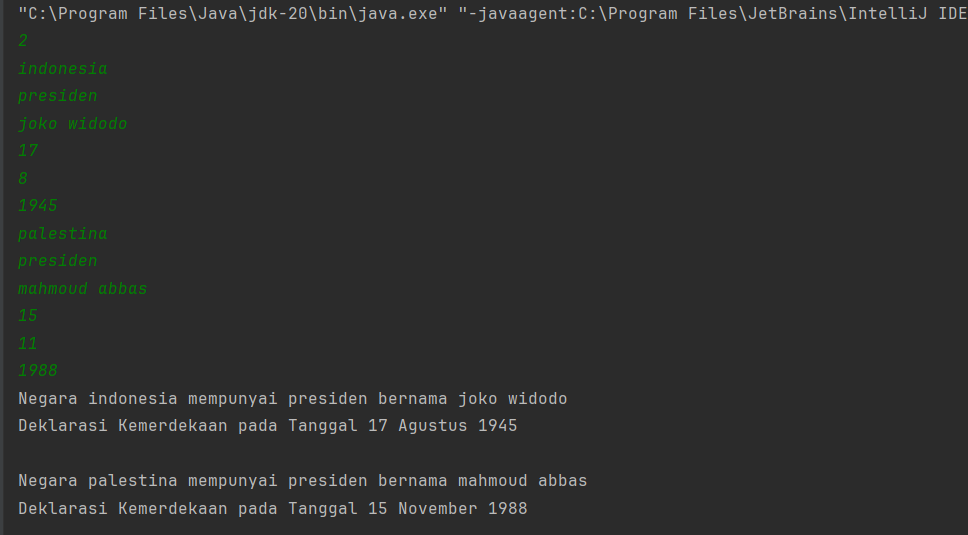 "C:\Program Files\Java\jdk-20\bin\java.exe" "-javaagent:C:\Program Files\JetBrains\IntelliJ IDE
2
indonesia
presiden
joko widodo
17
8
1945
palestina
presiden
mahmoud abbas
15
11
1988
Negara indonesia mempunyai presiden bernama joko widodo
Deklarasi Kemerdekaan pada Tanggal 17 Agustus 1945
Negara palestina mempunyai presiden bernama mahmoud abbas
Deklarasi Kemerdekaan pada Tanggal 15 November 1988